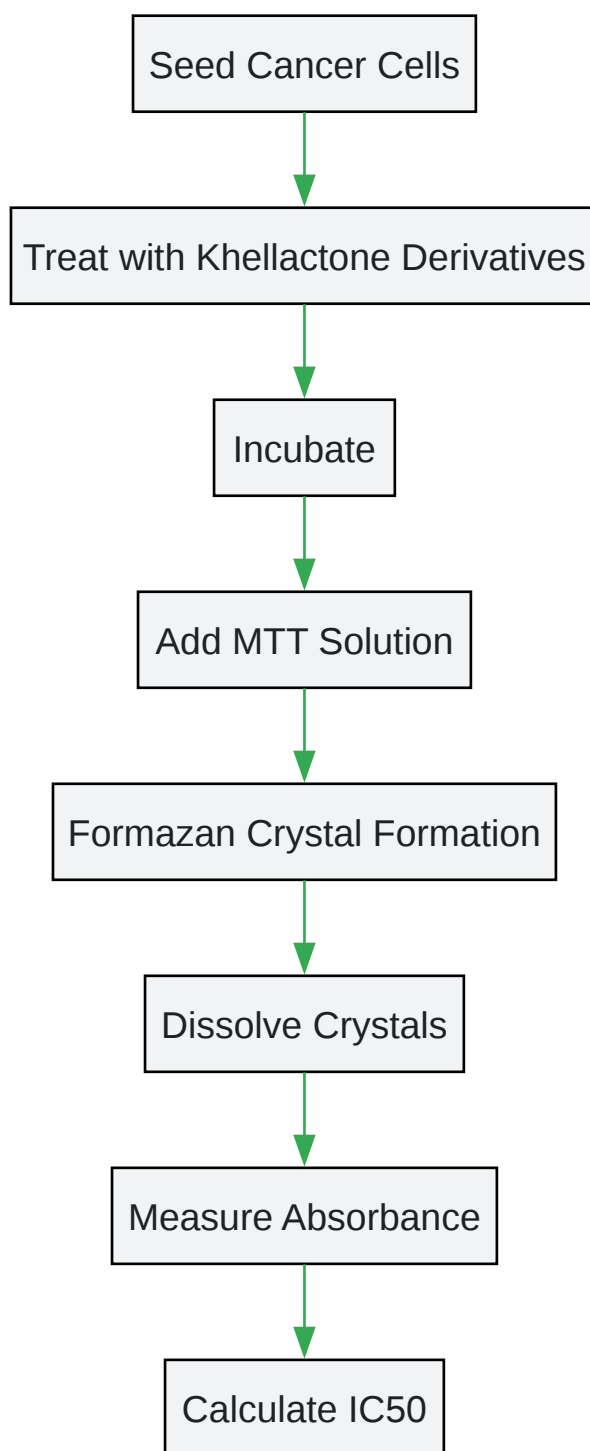 Seed Cancer Cells
Treat with Khellactone Derivatives
Incubate
Add MTT Solution
Formazan Crystal Formation
Dissolve Crystals
Measure Absorbance
Calculate IC50